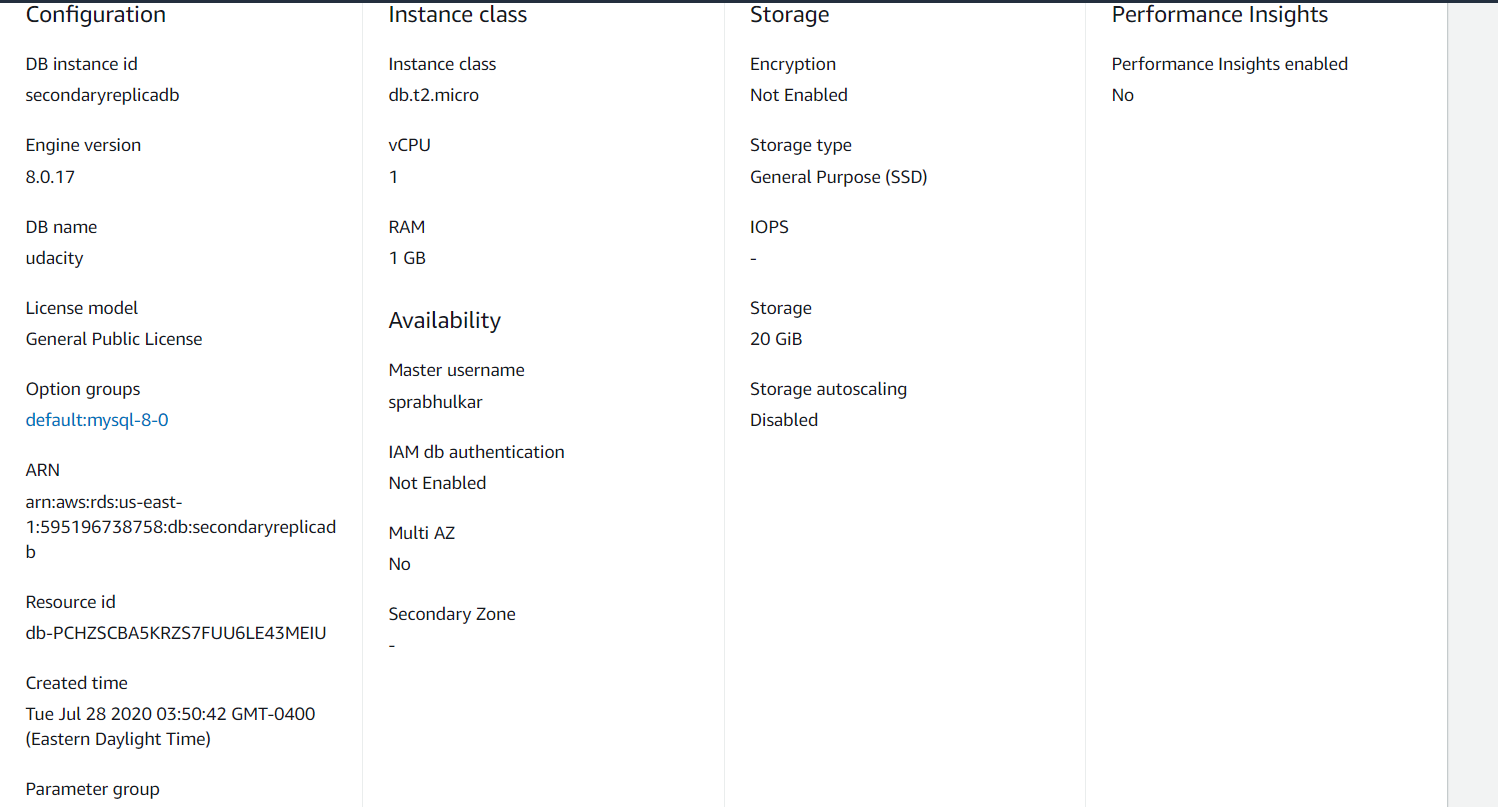 Configuration
DB instance id
secondaryreplicadb
Engine version
8.0.17
DB name
udacity
License model
General Public License
Option groups
default:mysql-8-0
ARN
arn:aws:rds:us-east-
1:595196738758:db:secondaryreplicad
b
Resource id
db-PCHZSCBA5KRZS7FUU6LE43MEIU
Created time
Tue Jul 28 2020 03:50:42 GMT-0400
(Eastern Daylight Time)
Parameter group
Instance class
Instance class
db.t2.micro
vCPU
1
RAM
1 GB
Availability
Master username
sprabhulkar
IAM db authentication
Not Enabled
Multi AZ
No
Secondary Zone
-
Storage
Encryption
Not Enabled
Storage type
General Purpose (SSD)
IOPS
-
Storage
20 GiB
Storage autoscaling
Disabled
Performance Insights
Performance Insights enabled
No